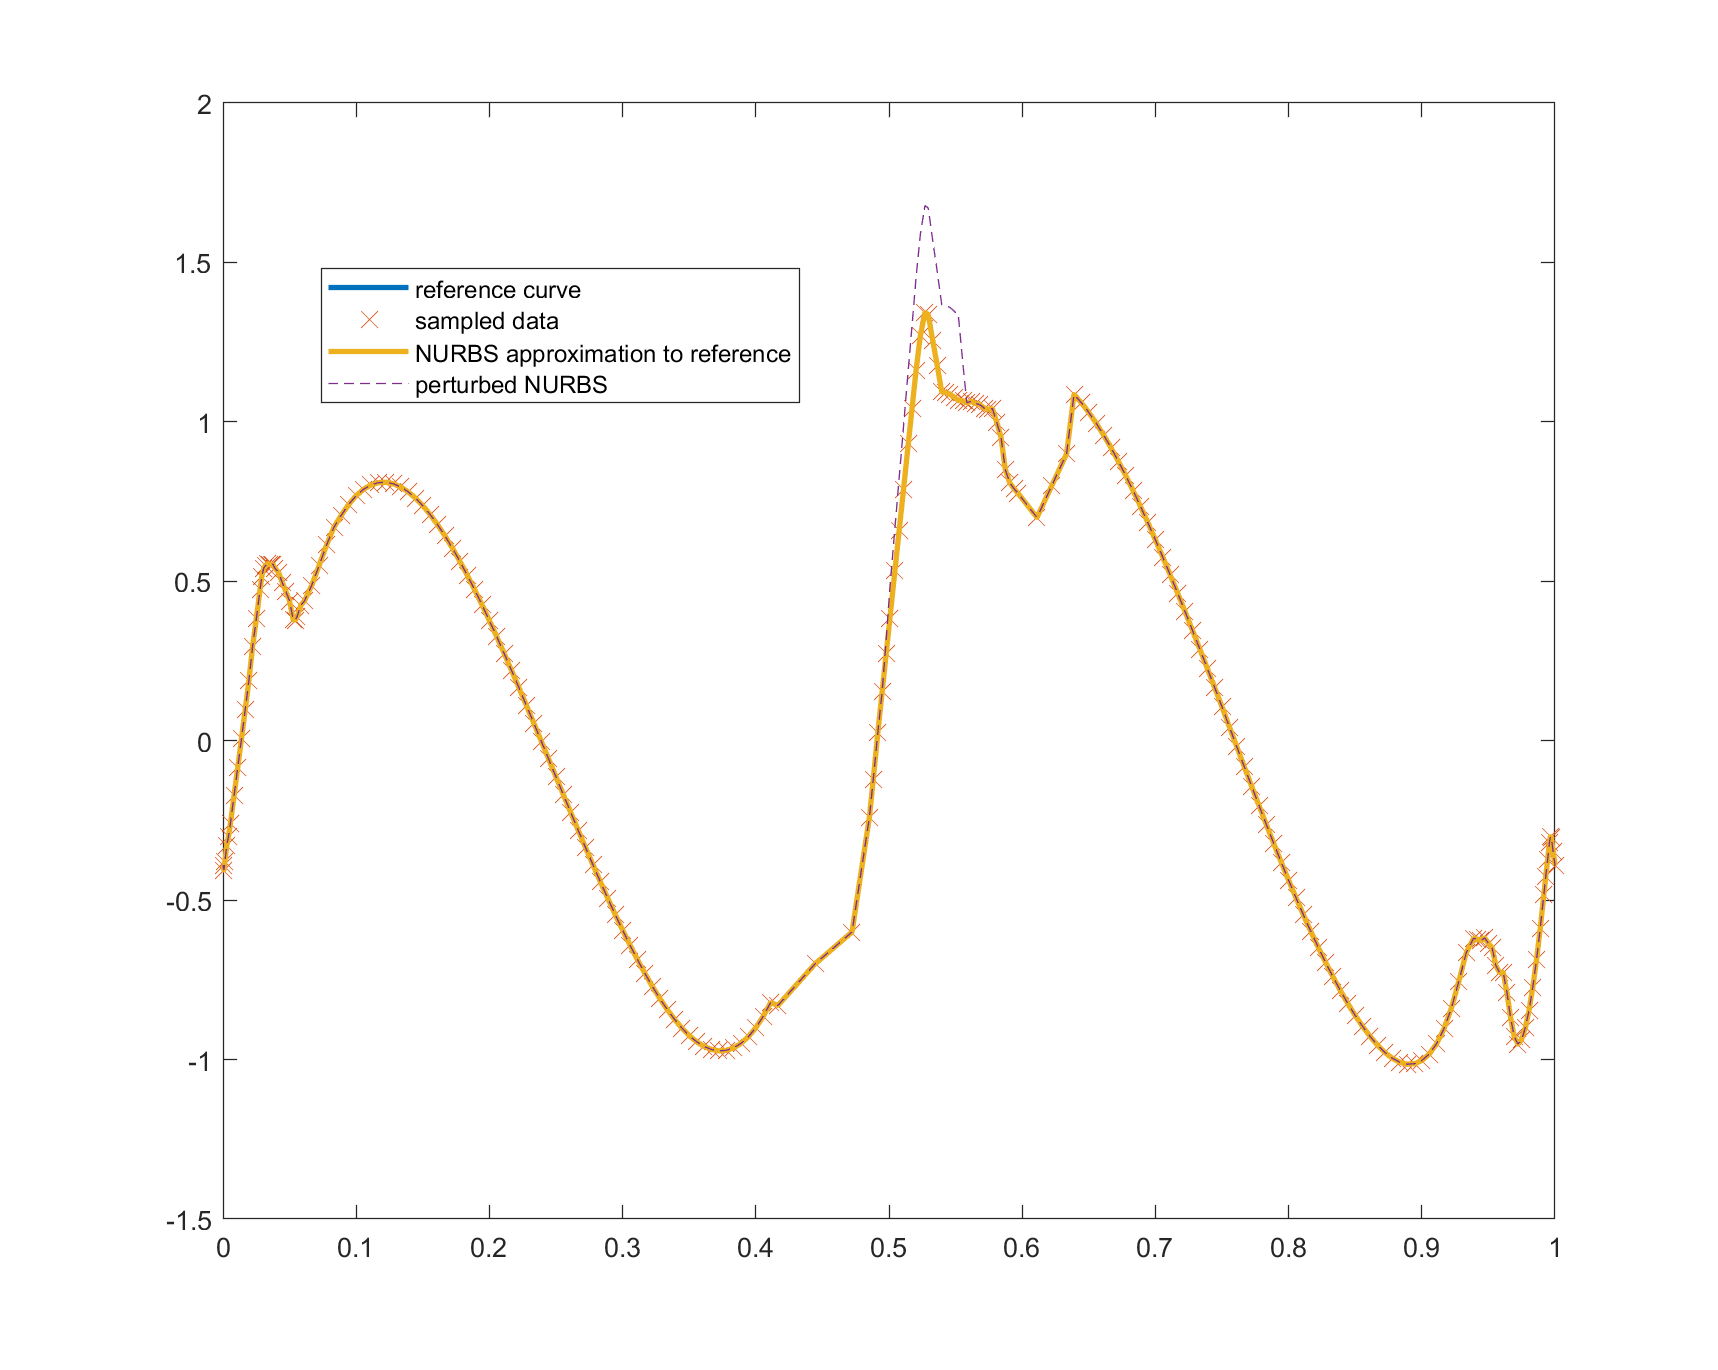 2
1.5
1
0.5
0
-0.5
-1
-1.5
reference curve
sampled data
NURBS approximation to reference
perturbed NURBS
0 0.1 0.2 0.3 0.4 0.5 0.6 0.7 0.8 0.9 1